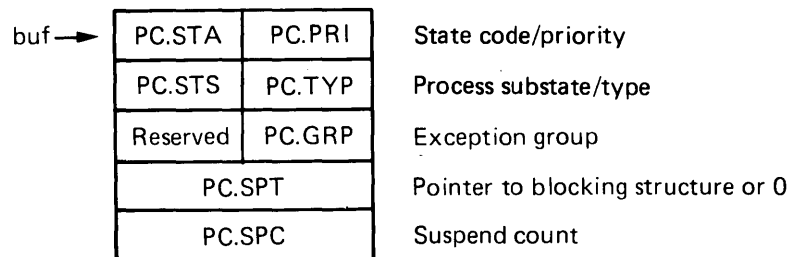 buf PC.STA PC.PRI State code/priority
PC.STS PC.TYP Process substate/type
Reserved PC.GRP Exception group
PC.SPT Pointer to blocking structure or 0
PC.SPC Suspend count